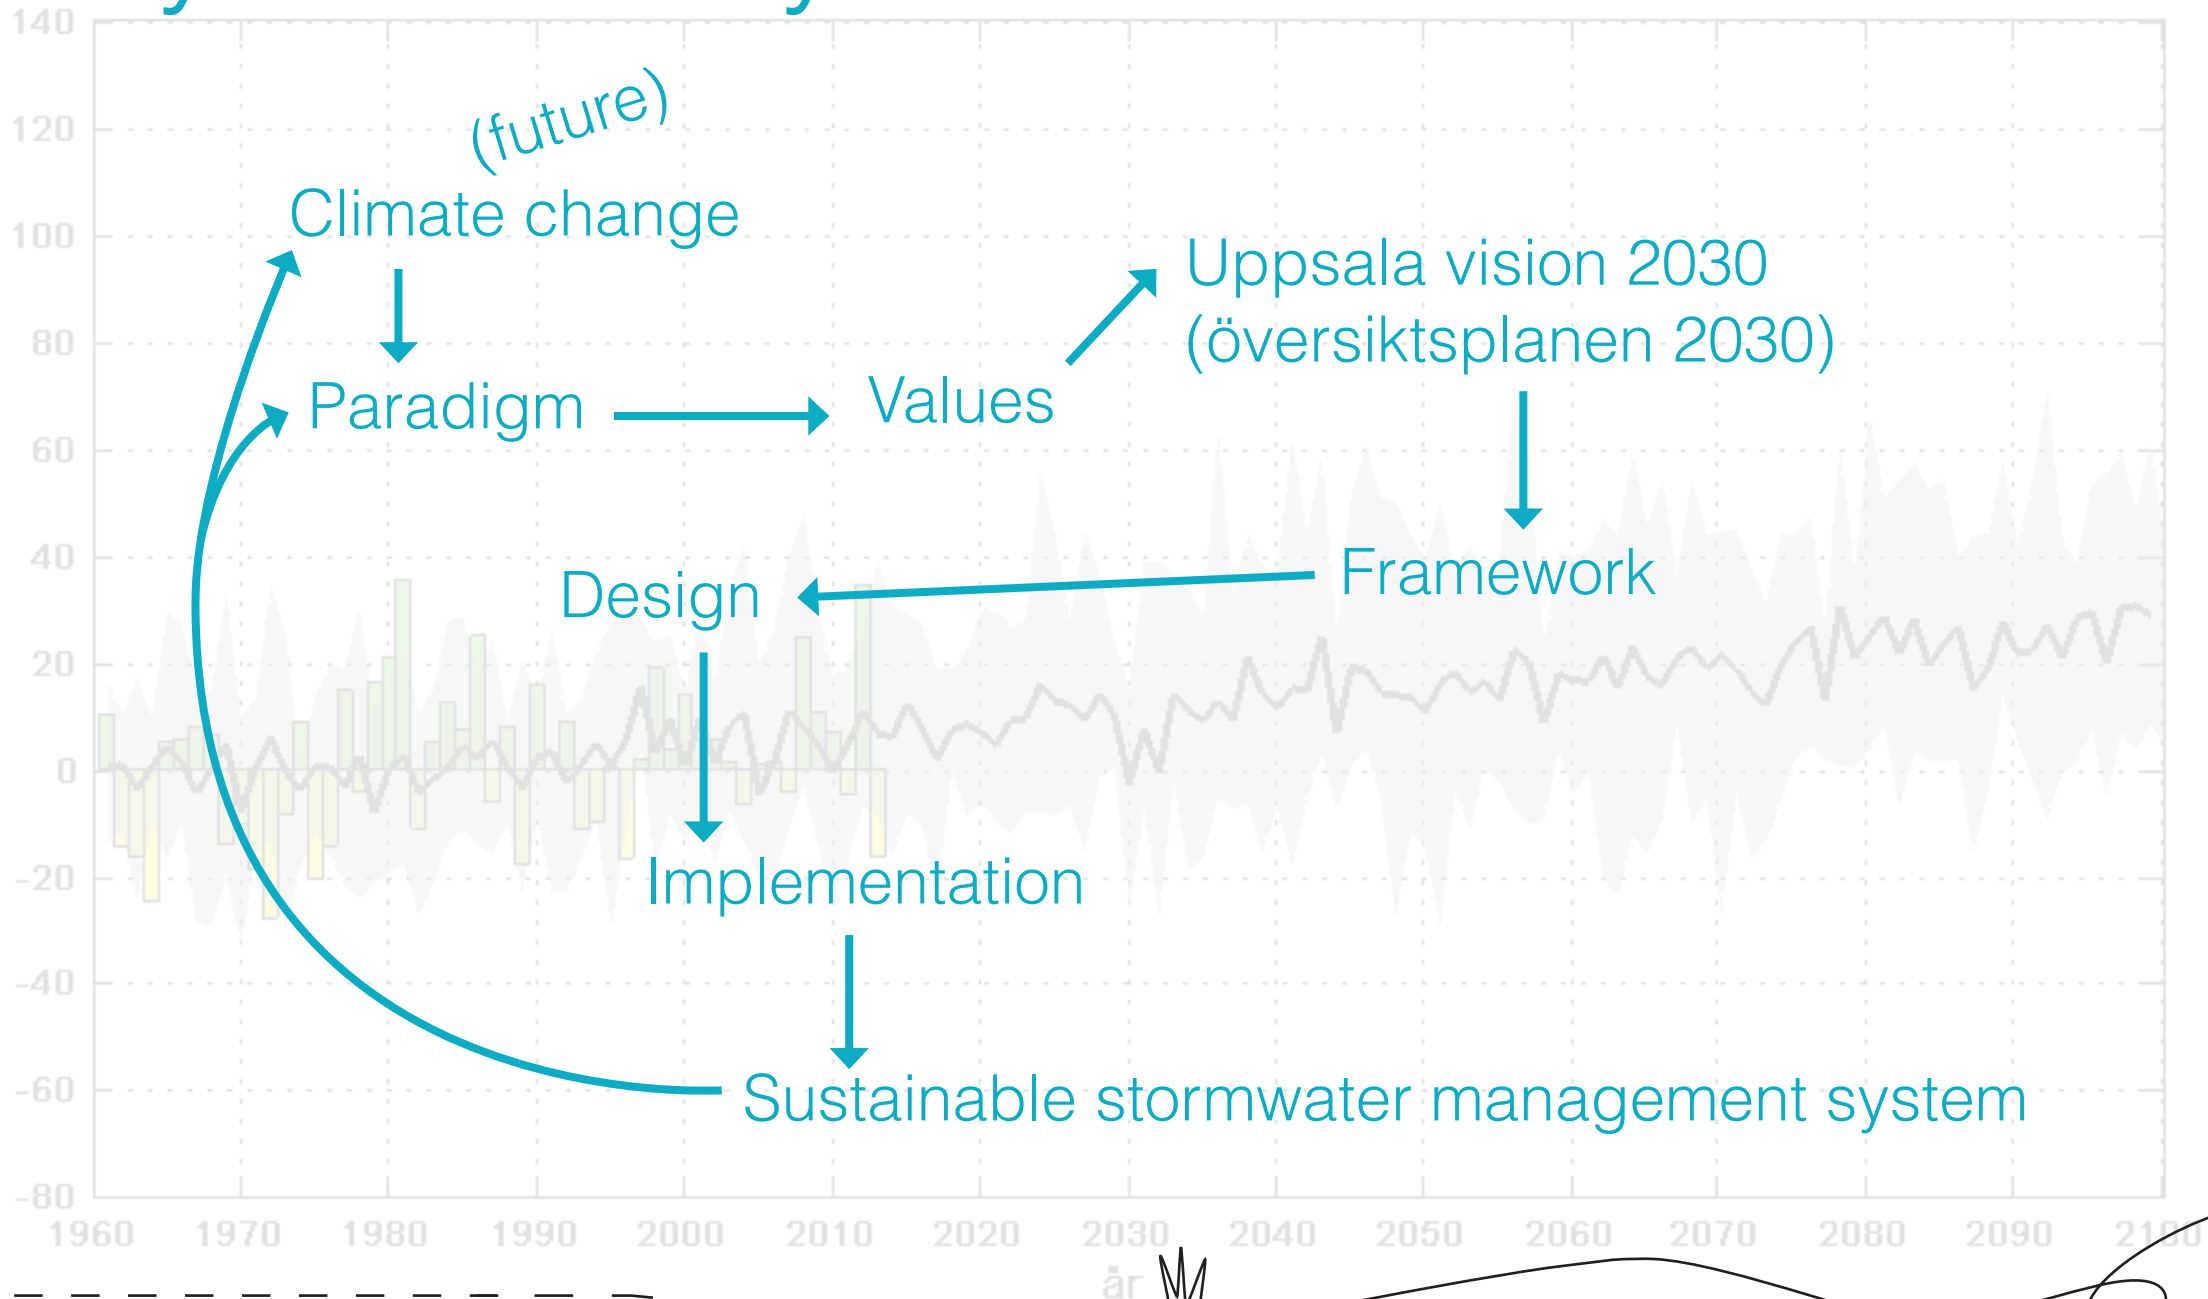 (future)
Climate change
Uppsala vision 2030
(översiktsplanen 2030)
Paradigm
Values
Framework
Design
Implementation
Sustainable stormwater management system
140
120
100
80
60
40
20
0
-20
-40
-60
-80
1960 1970 1980 1990 2000 2010 2020 2030 2040 2050 2060 2070 2080 2090 2100
år